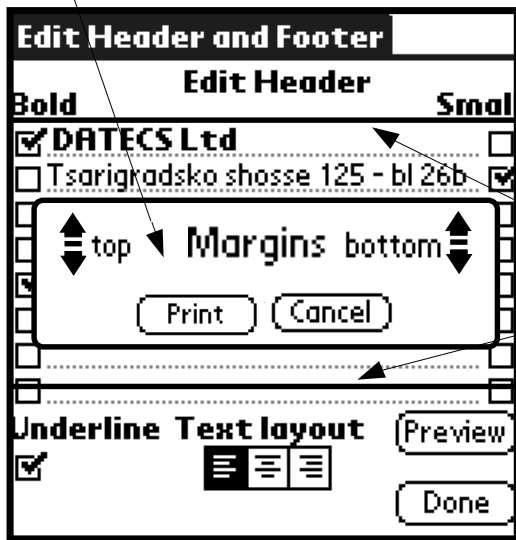 Edit Header and Footer
Edit Header
Bold Smal
DATECS Ltd
Tsarigradsko shosse 125 - bl 26b
top Margins bottom
Print Cancel
Underline Text layout Preview
Done